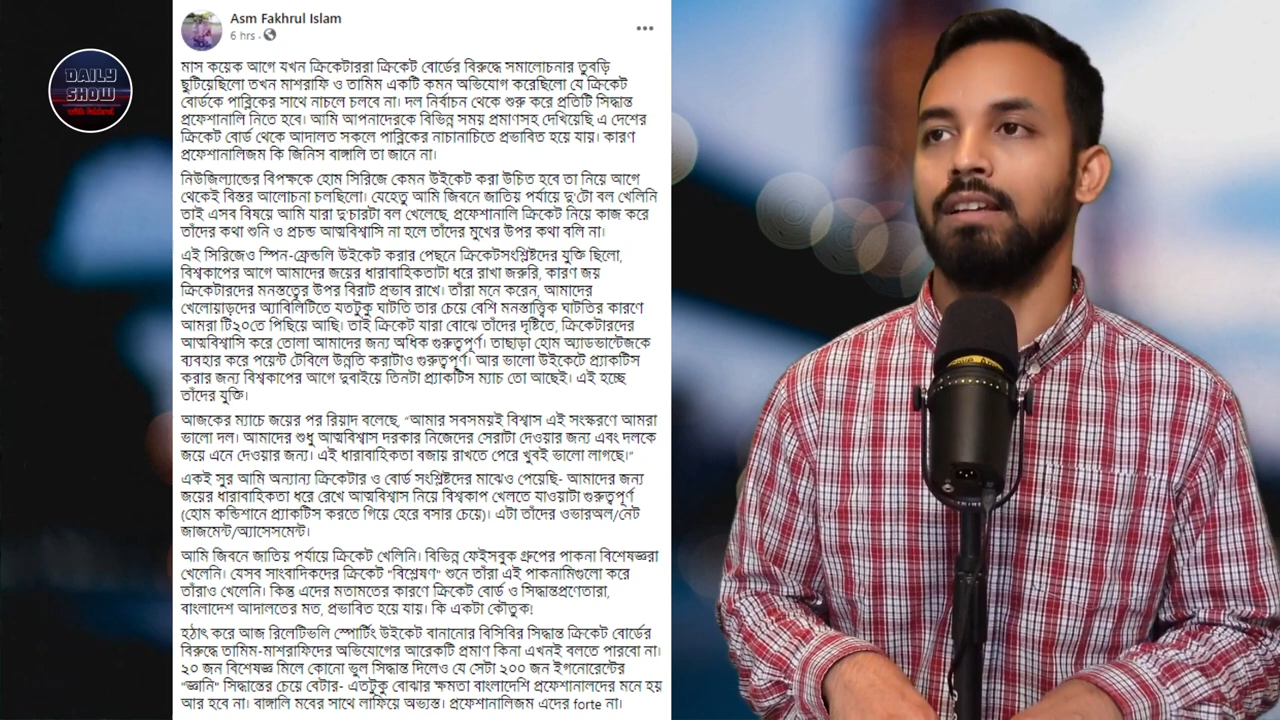 DAILY
SHOW
with Fakhrul
Asm Fakhrul Islam
6 hrs ·
মাস কয়েক আগে যখন ক্রিকেটাররা ক্রিকেট বোর্ডের বিরুদ্ধে সমালোচনার তুবড়ি
ছুটিয়েছিলো তখন মাশরাফি ও তামিম একটি কমন অভিযোগ করেছিলো যে ক্রিকেট
বোর্ডকে পাব্লিকের সাথে নাচলে চলবে না। দল নির্বাচন থেকে শুরু করে প্রতিটি সিদ্ধান্ত
প্রফেশানালি নিতে হবে। আমি আপনাদেরকে বিভিন্ন সময় প্রমাণসহ দেখিয়েছি এ দেশের
ক্রিকেট বোর্ড থেকে আদালত সকলে পাব্লিকের নাচানাচিতে প্রভাবিত হয়ে যায়। কারণ
প্রফেশানালিজম কি জিনিস বাঙ্গালি তা জানে না।
নিউজিল্যান্ডের বিপক্ষকে হোম সিরিজে কেমন উইকেট করা উচিত হবে তা নিয়ে আগে
থেকেই বিস্তর আলোচনা চলছিলো। যেহেতু আমি জিবনে জাতিয় পর্যায়ে দু'টো বল খেলিনি
তাই এসব বিষয়ে আমি যারা দু'চারটা বল খেলেছে, প্রফেশানালি ক্রিকেট নিয়ে কাজ করে
তাঁদের কথা শুনি ও প্রচন্ড আত্মবিশ্বাসি না হলে তাঁদের মুখের উপর কথা বলি না।
এই সিরিজেও স্পিন-ফ্রেন্ডলি উইকেট করার পেছনে ক্রিকেটসংশ্লিষ্টদের যুক্তি ছিলো,
বিশ্বকাপের আগে আমাদের জয়ের ধারাবাহিকতাটা ধরে রাখা জরুরি, কারণ জয়
ক্রিকেটারদের মনস্তত্বের উপর বিরাট প্রভাব রাখে। তাঁরা মনে করেন, আমাদের
খেলোয়াড়দের অ্যাবিলিটিতে যতটুকু ঘাটতি তার চেয়ে বেশি মনস্তাত্ত্বিক ঘাটতির কারণে
আমরা টি২০তে পিছিয়ে আছি। তাই ক্রিকেট যারা বোঝে তাঁদের দৃষ্টিতে, ক্রিকেটারদের
আত্মবিশ্বাসি করে তোলা আমাদের জন্য অধিক গুরুত্বপূর্ণ। তাছাড়া হোম অ্যাডভান্টেজকে
ব্যবহার করে পয়েন্ট টেবিলে উন্নতি করাটাও গুরুত্বপূর্ণ। আর ভালো উইকেটে প্র্যাকটিস
করার জন্য বিশ্বকাপের আগে দুবাইয়ে তিনটা প্র্যাকটিস ম্যাচ তো আছেই। এই হচ্ছে
তাঁদের যুক্তি।
আজকের ম্যাচে জয়ের পর রিয়াদ বলেছে, "আমার সবসময়ই বিশ্বাস এই সংস্করণে আমরা
ভালো দল। আমাদের শুধু আত্মবিশ্বাস দরকার নিজেদের সেরাটা দেওয়ার জন্য এবং দলকে
জয়ে এনে দেওয়ার জন্য। এই ধারাবাহিকতা বজায় রাখতে পেরে খুবই ভালো লাগছে।"
একই সুর আমি অন্যান্য ক্রিকেটার ও বোর্ড সংশ্লিষ্টদের মাঝেও পেয়েছি- আমাদের জন্য
জয়ের ধারাবাহিকতা ধরে রেখে আত্মবিশ্বাস নিয়ে বিশ্বকাপ খেলতে যাওয়াটা গুরুত্বপূর্ণ
(হোম কন্ডিশানে প্র্যাকটিস করতে গিয়ে হেরে বসার চেয়ে)। এটা তাঁদের ওভারঅল/নেট
জাজমেন্ট/অ্যাসেসমেন্ট।
আমি জিবনে জাতিয় পর্যায়ে ক্রিকেট খেলিনি। বিভিন্ন ফেইসবুক গ্রুপের পাকনা বিশেষজ্ঞরা
খেলেনি। যেসব সাংবাদিকদের ক্রিকেট "বিশ্লেষণ" শুনে তাঁরা এই পাকনামিগুলো করে
তাঁরাও খেলেনি। কিন্তু এদের মতামতের কারণে ক্রিকেট বোর্ড ও সিদ্ধান্তপ্রণেতারা,
বাংলাদেশ আদালতের মত, প্রভাবিত হয়ে যায়। কি একটা কৌতুক!
হঠাৎ করে আজ রিলেটিভলি স্পোর্টিং উইকেট বানানোর বিসিবির সিদ্ধান্ত ক্রিকেট বোর্ডের
বিরুদ্ধে তামিম-মাশরাফিদের অভিযোগের আরেকটি প্রমাণ কিনা এখনই বলতে পারবো না।
২০ জন বিশেষজ্ঞ মিলে কোনো ভুল সিদ্ধান্ত দিলেও যে সেটা ২০০ জন ইগনোরেন্টের
"জ্ঞানি" সিদ্ধান্তের চেয়ে বেটার- এতটুকু বোঝার ক্ষমতা বাংলাদেশি প্রফেশানালদের মনে হয়
আর হবে না। বাঙ্গালি মবের সাথে লাফিয়ে অভ্যস্ত। প্রফেশানালিজম এদের forte না।